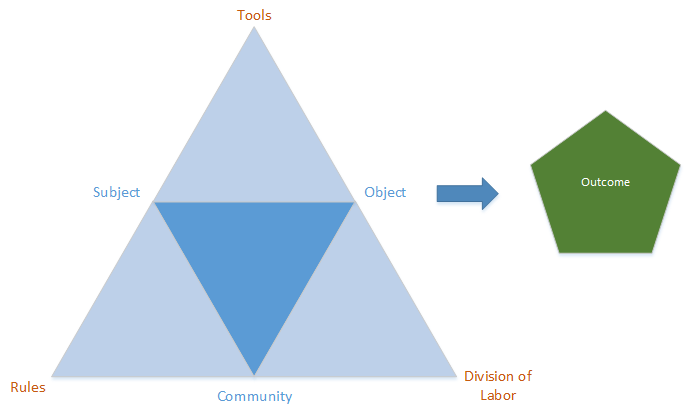 Tools
Subject
Object
Outcome
Rules
Community
Division of
Labor